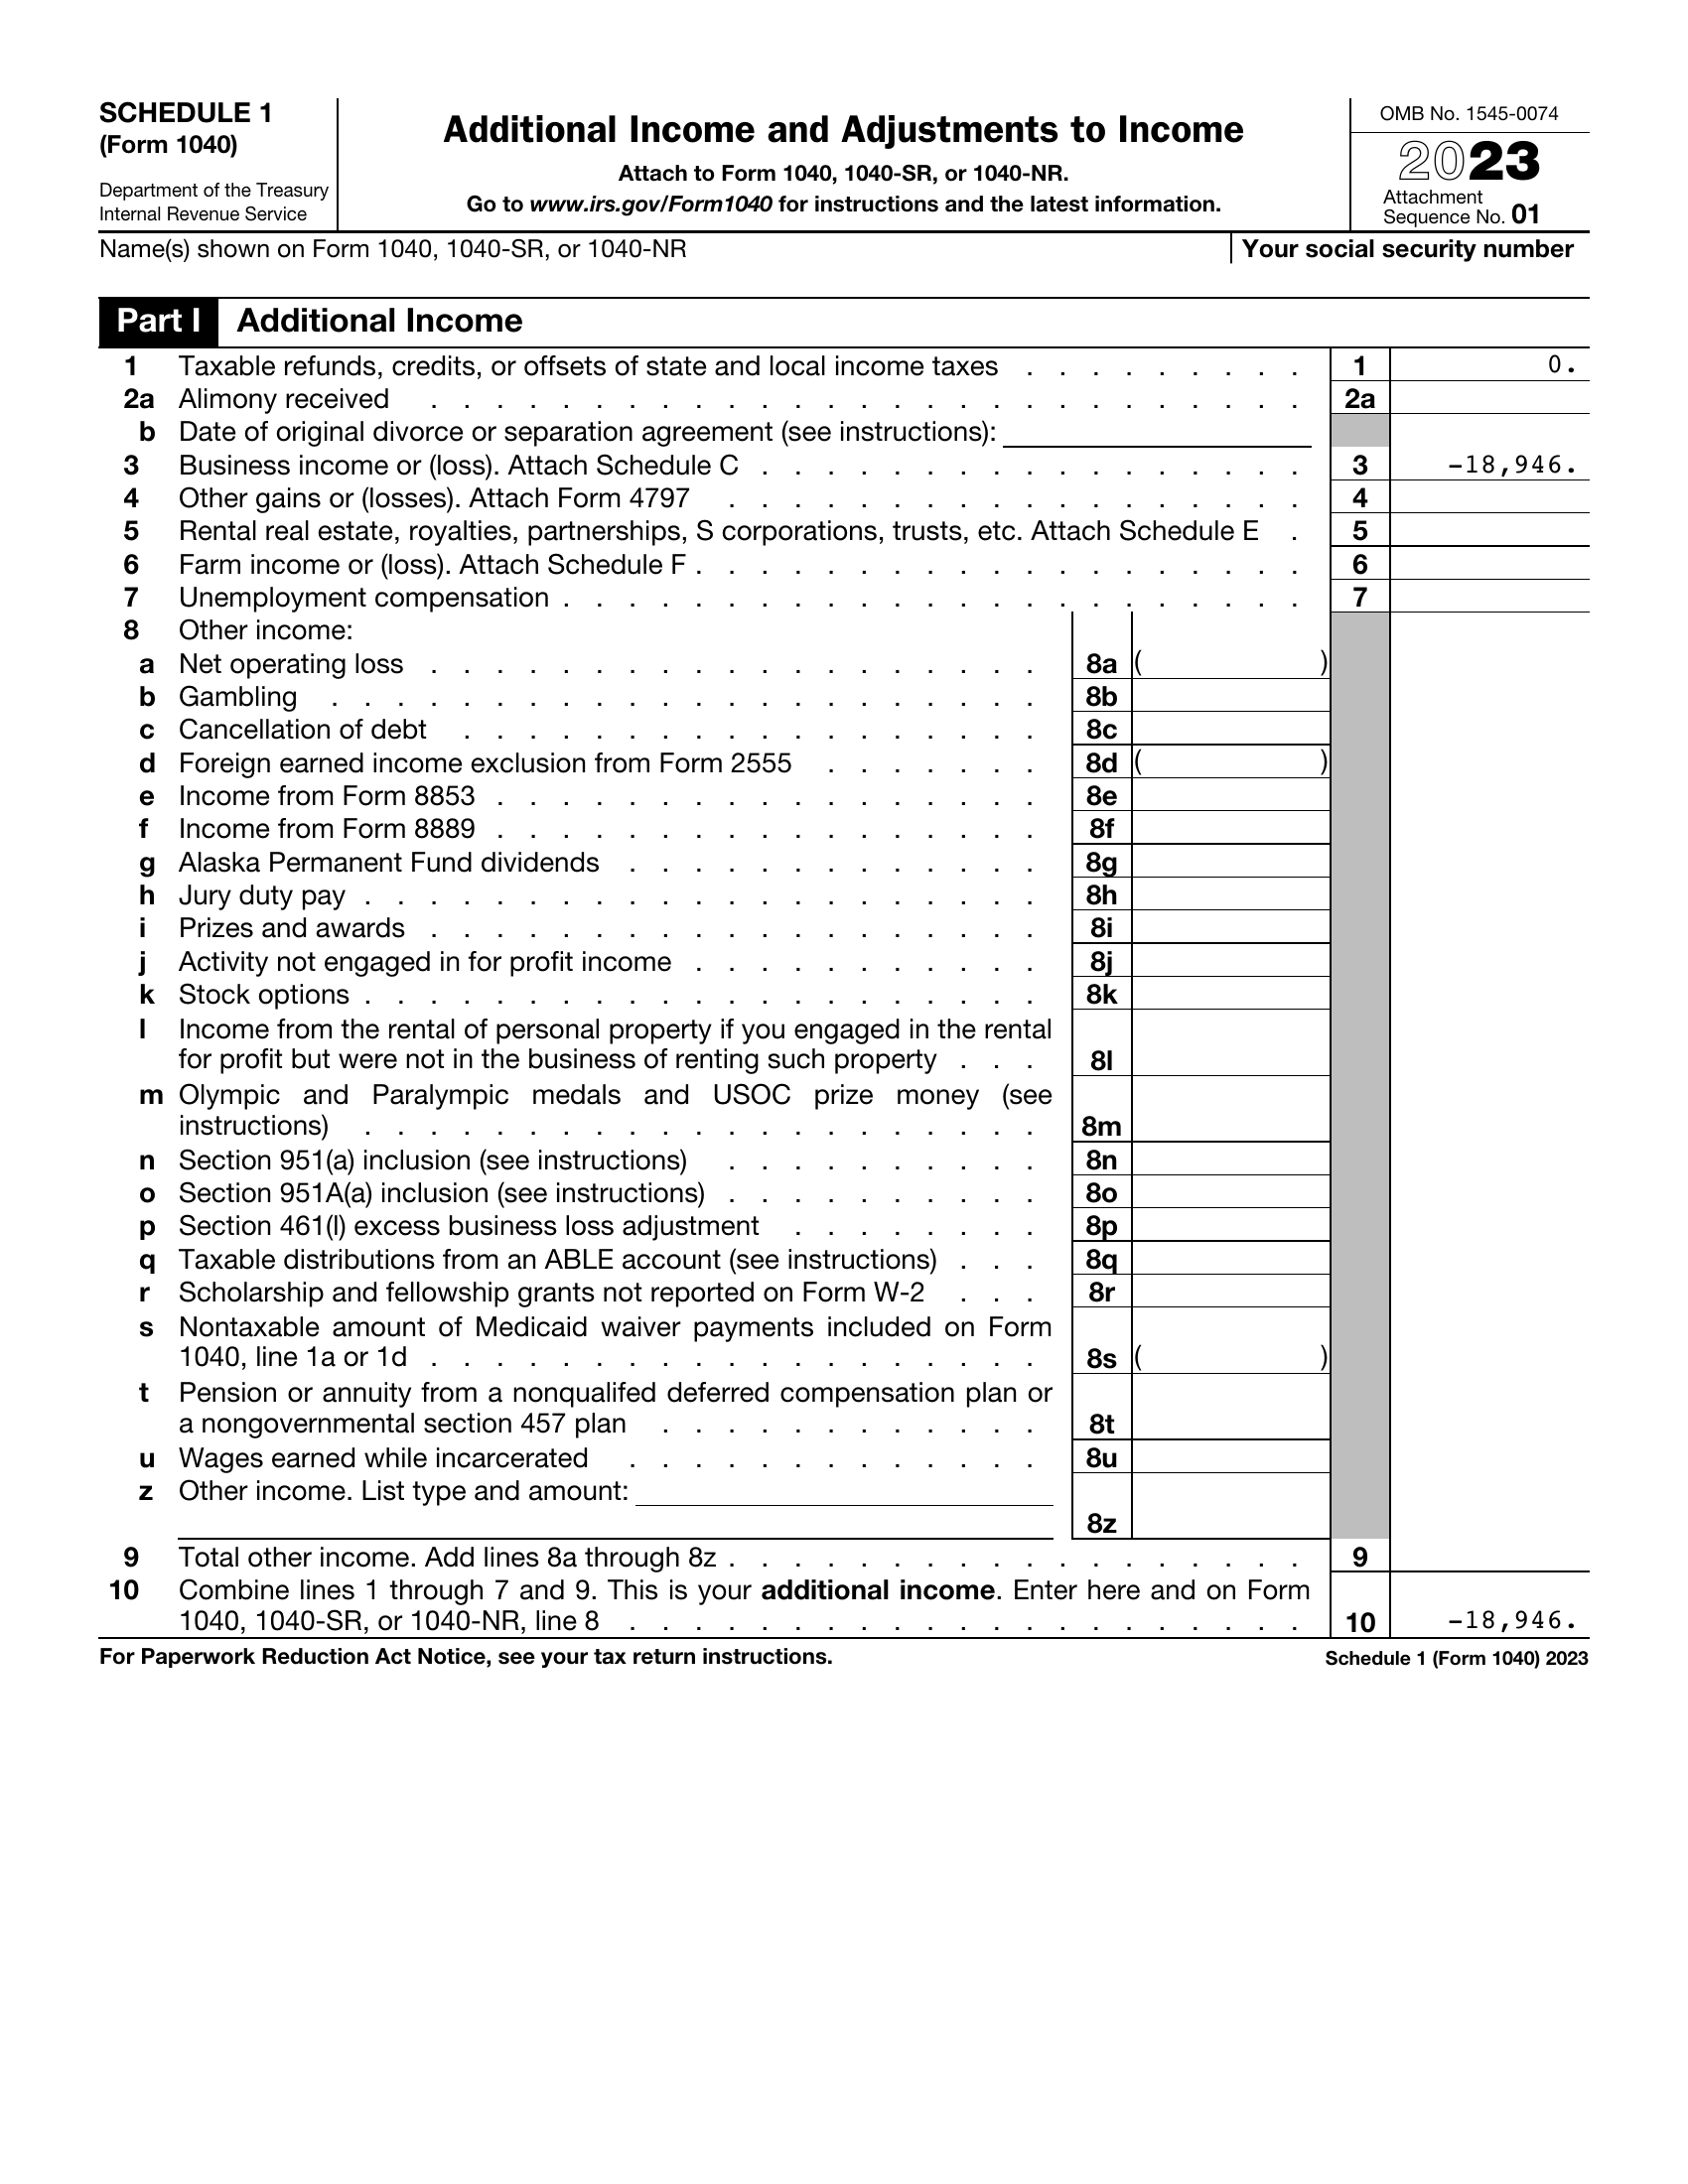 SCHEDULE 1
(Form 1040)
Department of the Treasury
Internal Revenue Service
Additional Income and Adjustments to Income
Attach to Form 1040, 1040-SR, or 1040-NR.
Go to www.irs.gov/Form1040 for instructions and the latest information.
OMB No. 1545-0074
2023
Attachment
Sequence No. 01
Name(s) shown on Form 1040, 1040-SR, or 1040-NR
Your social security number
Part I Additional Income
1 Taxable refunds, credits, or offsets of state and local income taxes . . . . . . . . . 1 0.
2a Alimony received . . . . . . . . . . . . . . . . . . . . . . . . . . . 2a
b Date of original divorce or separation agreement (see instructions):
3 Business income or (loss). Attach Schedule C . . . . . . . . . . . . . . . . . 3 -18,946.
4 Other gains or (losses). Attach Form 4797 . . . . . . . . . . . . . . . . . . 4
5 Rental real estate, royalties, partnerships, S corporations, trusts, etc. Attach Schedule E . 5
6 Farm income or (loss). Attach Schedule F . . . . . . . . . . . . . . . . . . . 6
7 Unemployment compensation . . . . . . . . . . . . . . . . . . . . . . . 7
8 Other income:
a Net operating loss . . . . . . . . . . . . . . . . . . . 8a ( )
b Gambling . . . . . . . . . . . . . . . . . . . . . . 8b
c Cancellation of debt . . . . . . . . . . . . . . . . . . 8c
d Foreign earned income exclusion from Form 2555 . . . . . . . 8d ( )
e Income from Form 8853 . . . . . . . . . . . . . . . . . 8e
f Income from Form 8889 . . . . . . . . . . . . . . . . . 8f
g Alaska Permanent Fund dividends . . . . . . . . . . . . . 8g
h Jury duty pay . . . . . . . . . . . . . . . . . . . . . 8h
i Prizes and awards . . . . . . . . . . . . . . . . . . . 8i
j Activity not engaged in for profit income . . . . . . . . . . . 8j
k Stock options . . . . . . . . . . . . . . . . . . . . . 8k
l Income from the rental of personal property if you engaged in the rental
for profit but were not in the business of renting such property . . . 8l
m Olympic and Paralympic medals and USOC prize money (see
instructions) . . . . . . . . . . . . . . . . . . . . . 8m
n Section 951(a) inclusion (see instructions) . . . . . . . . . . 8n
o Section 951A(a) inclusion (see instructions) . . . . . . . . . . 8o
p Section 461(l) excess business loss adjustment . . . . . . . . 8p
q Taxable distributions from an ABLE account (see instructions) . . . 8q
r Scholarship and fellowship grants not reported on Form W-2 . . . 8r
s Nontaxable amount of Medicaid waiver payments included on Form
1040, line 1a or 1d . . . . . . . . . . . . . . . . . . . 8s ( )
t Pension or annuity from a nonqualifed deferred compensation plan or
a nongovernmental section 457 plan . . . . . . . . . . . . 8t
u Wages earned while incarcerated . . . . . . . . . . . . . 8u
z Other income. List type and amount:
8z
9 Total other income. Add lines 8a through 8z . . . . . . . . . . . . . . . . . . 9
10 Combine lines 1 through 7 and 9. This is your additional income. Enter here and on Form
1040, 1040-SR, or 1040-NR, line 8 . . . . . . . . . . . . . . . . . . . . . 10 -18,946.
For Paperwork Reduction Act Notice, see your tax return instructions.
Schedule 1 (Form 1040) 2023